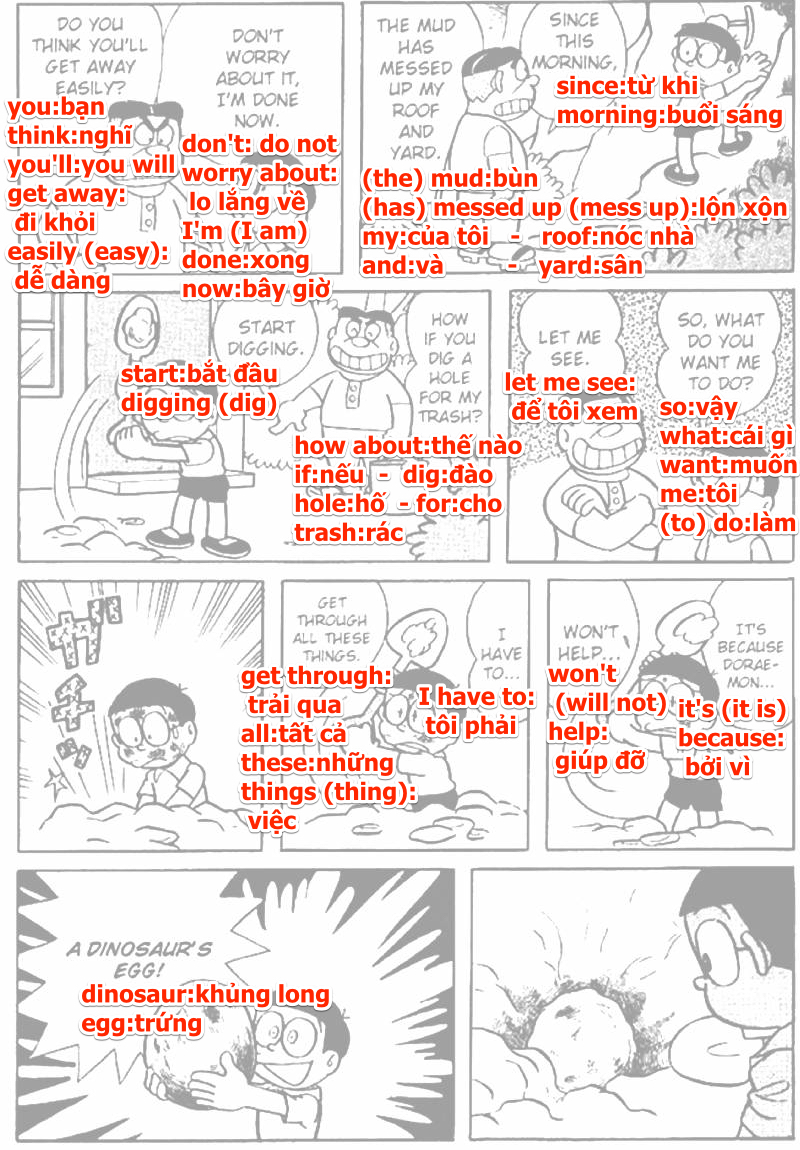 DO YOU
THINK YOU'LL
GET AWAY
EASILY?
DON'T
WORRY
ABOUT IT,
I'M DONE
NOW.
you:bạn
think:nghĩ
you'll:you will
get away:
đi khỏi
easily (easy):
dễ dàng
don't: do not
worry about:
lo lắng về
I'm (I am)
done:xong
now:bây giờ
THE MUD
HAS
MESSED
UP MY
ROOF
AND
YARD.
SINCE
THIS
MORNING,
since:từ khi
morning:buổi sáng
(the) mud:bùn
(has) messed up (mess up):lộn xộn
my:của tôi - roof:nóc nhà
and:và - yard:sân
START
DIGGING.
HOW
IF YOU
DIG A
HOLE
FOR MY
TRASH?
start:bắt đầu
digging (dig)
how about:thế nào
if:nếu - dig:đào
hole:hố - for:cho
trash:rác
LET ME
SEE.
SO, WHAT
DO YOU
WANT ME
TO DO?
let me see:
để tôi xem
so:vậy
what:cái gì
want:muốn
me:tôi
(to) do:làm
GET
THROUGH
ALL THESE
THINGS.
I
HAVE
TO...
get through:
trải qua
all:tất cả
these:những
things (thing):
việc
I have to:
tôi phải
WON'T
HELP...
IT'S
BECAUSE
DORAE-
MON...
won't
(will not)
help:
giúp đỡ
it's (it is)
because:
bởi vì
A DINOSAUR'S
EGG!
dinosaur:khủng long
egg:trứng